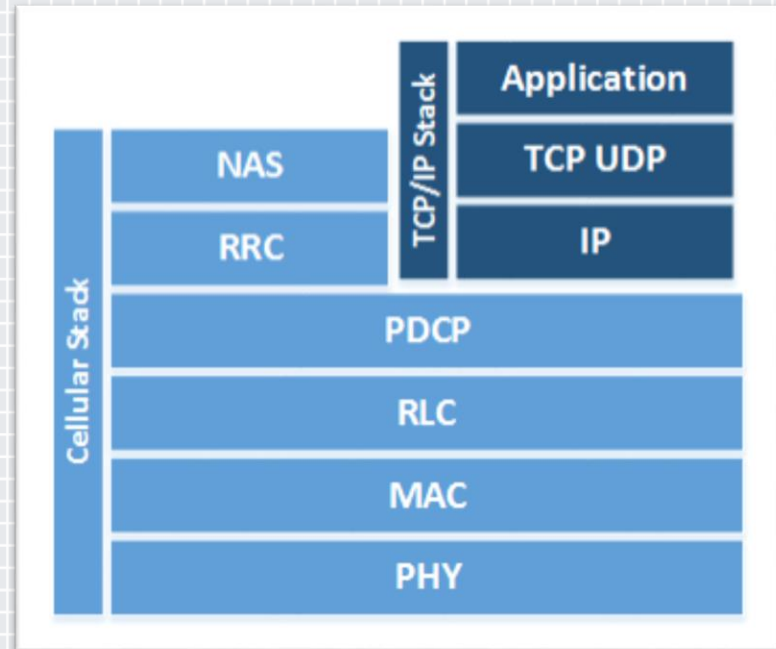 Cellular Stack
NAS
RRC
TCP/IP Stack
Application
TCP UDP
IP
PDCP
RLC
MAC
PHY